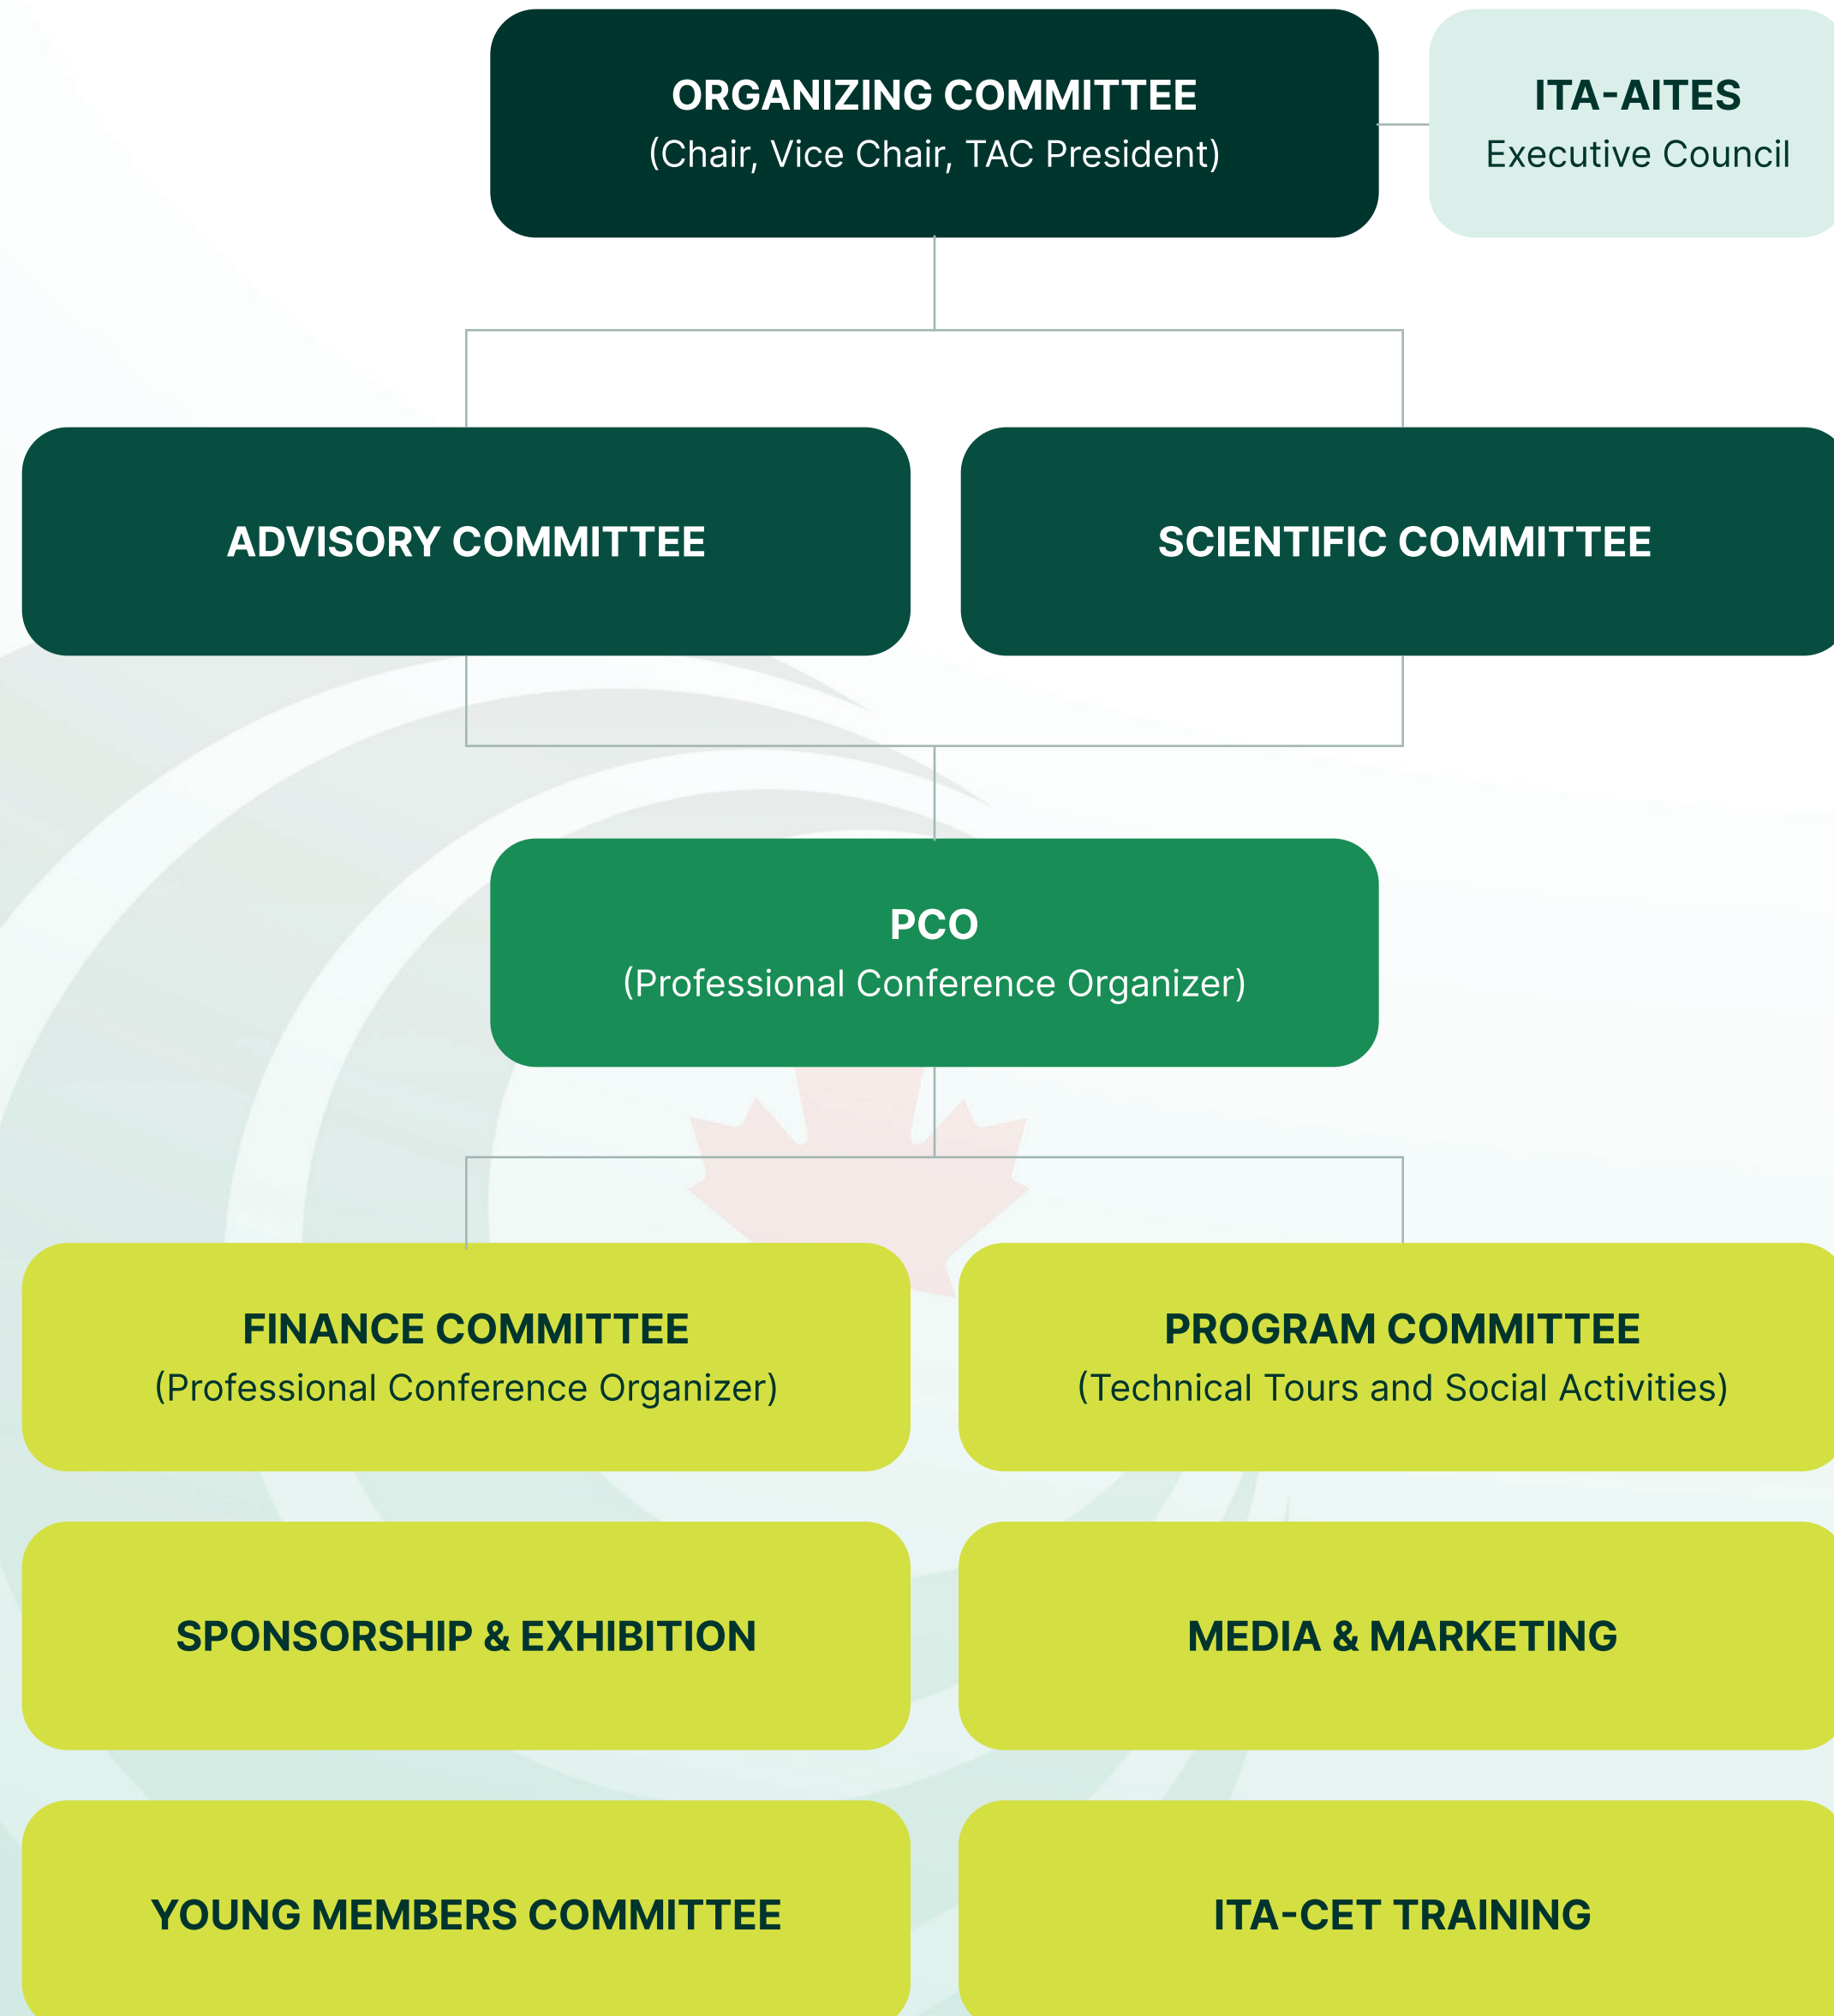 ORGANIZING COMMITTEE
(Chair, Vice Chair, TAC President)
ITA-AITES
Executive Council
ADVISORY COMMITTEE
SCIENTIFIC COMMITTEE
PCO
(Professional Conference Organizer)
FINANCE COMMITTEE
(Professional Conference Organizer)
PROGRAM COMMITTEE
(Technical Tours and Social Activities)
SPONSORSHIP & EXHIBITION
MEDIA & MARKETING
YOUNG MEMBERS COMMITTEE
ITA-CET TRAINING